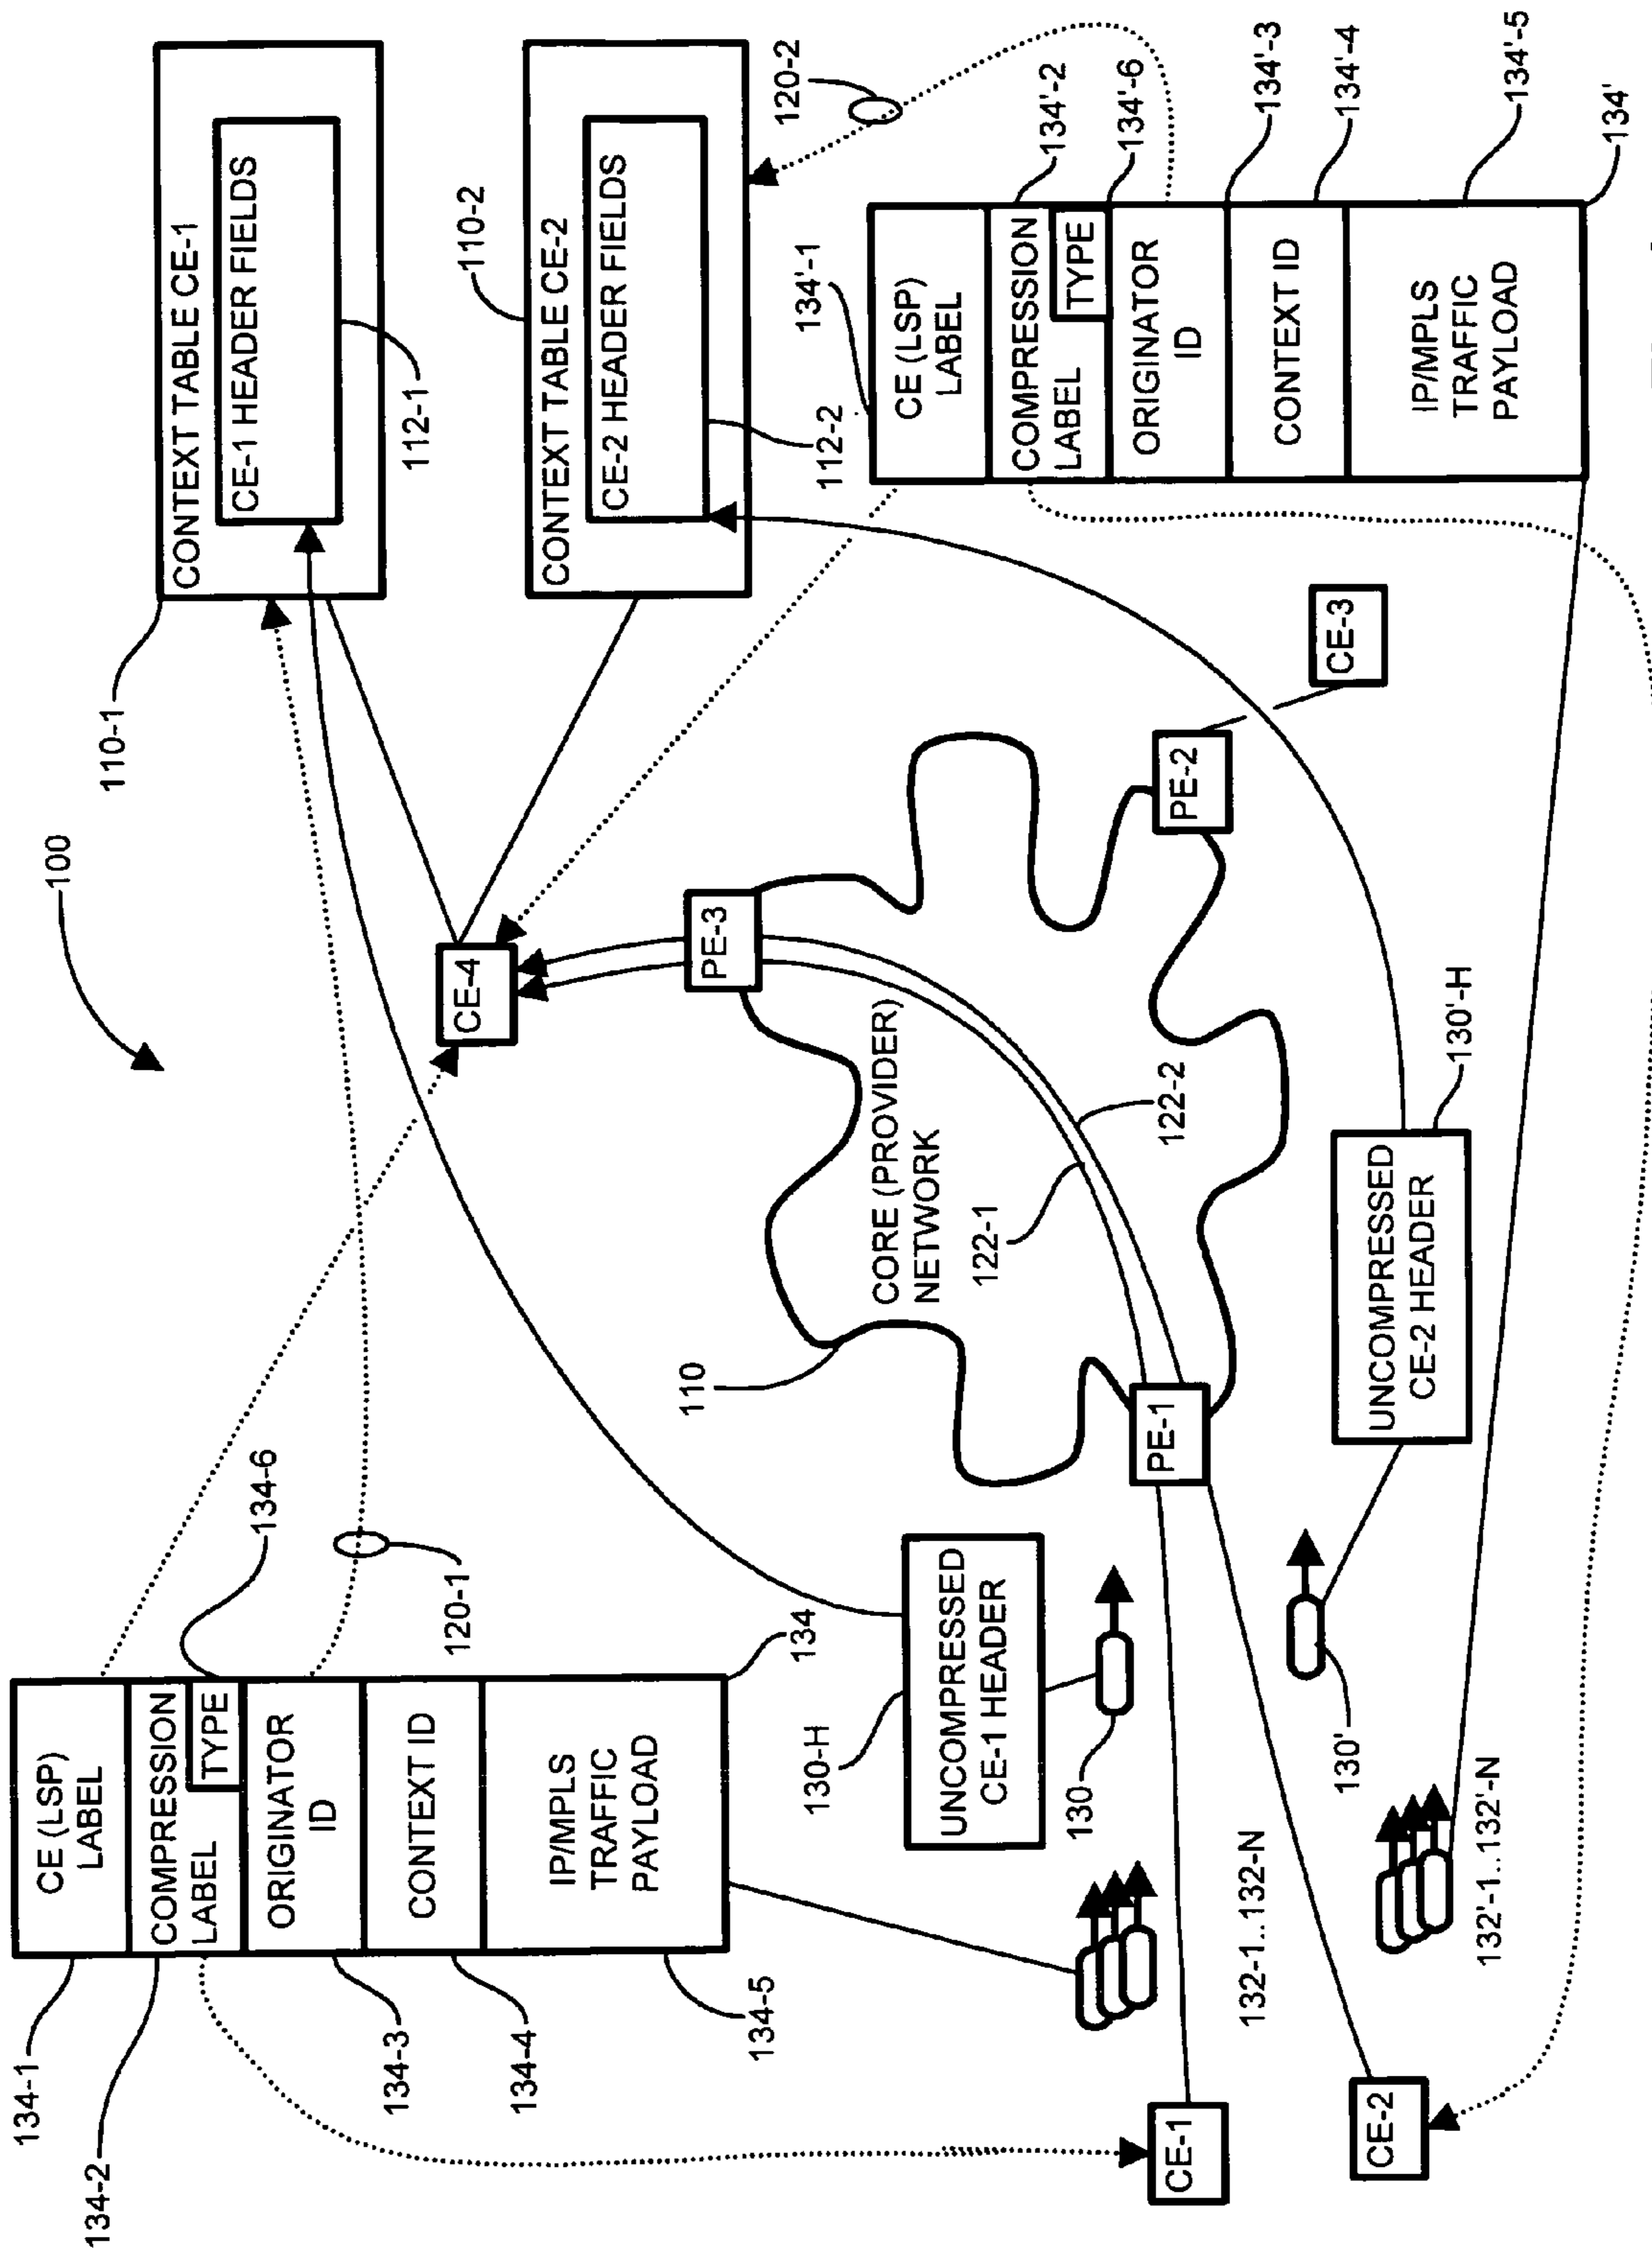 100
134-1
134-2
134-3
134-4
134-5
CE (LSP)
LABEL
COMPRESSION
LABEL
TYPE
ORIGINATOR
ID
CONTEXT ID
IP/MPLS
TRAFFIC
PAYLOAD
134-6
120-1
134
110-1
CONTEXT TABLE CE-1
CE-1 HEADER FIELDS
112-1
110-2
CONTEXT TABLE CE-2
CE-2 HEADER FIELDS
112-2
120-2
CE-4
PE-3
CORE (PROVIDER)
NETWORK
110
122-1
122-2
PE-1
PE-2
CE-3
130-H
UNCOMPRESSED
CE-1 HEADER
130
132-1...132-N
CE-1
CE-2
130'
132'-1...132'-N
UNCOMPRESSED
CE-2 HEADER
130'-H
134'-1
CE (LSP)
LABEL
COMPRESSION
LABEL
TYPE
ORIGINATOR
ID
CONTEXT ID
IP/MPLS
TRAFFIC
PAYLOAD
134'-2
134'-6
134'-3
134'-4
134'-5
134'